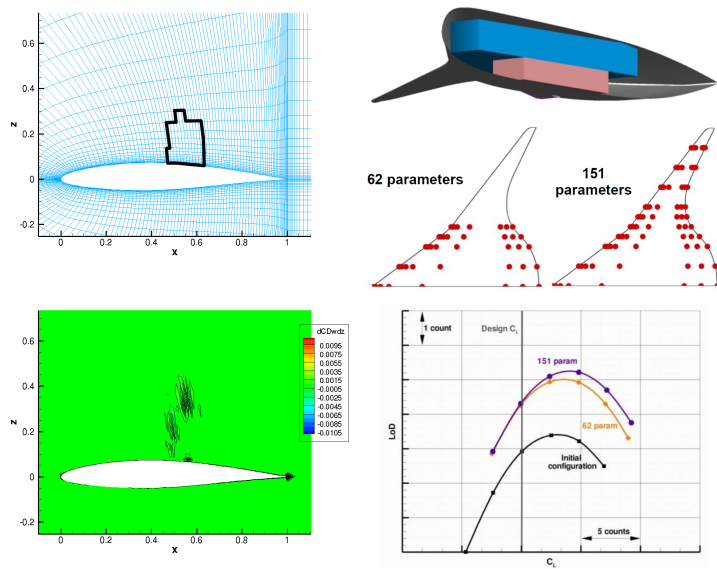 z
0.6
0.4
0.2
0
-0.2
0 0.2 0.4 0.6 0.8 1
x
62 parameters
151
parameters
z
0.6
0.4
0.2
0
-0.2
0 0.2 0.4 0.6 0.8 1
x
dCDwdz
0.0095
0.0075
0.0055
0.0035
0.0015
-0.0005
-0.0025
-0.0045
-0.0065
-0.0085
-0.0105
1 count
Design CL
151 param
62 param
Initial
configuration
5 counts
LoD
CL